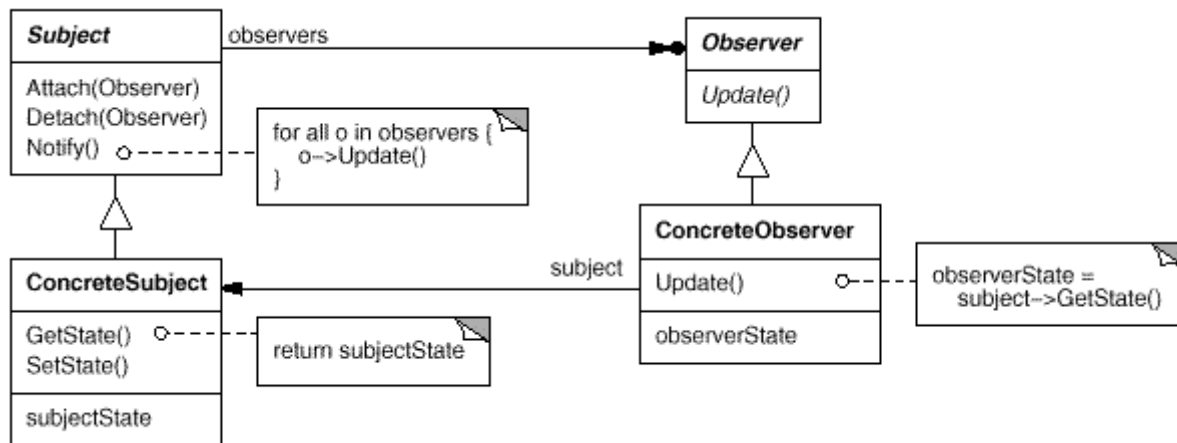 Subject
observers
Observer
Attach(Observer)
Detach(Observer)
Notify()
for all o in observers {
o->Update()
}
Update()
ConcreteObserver
Update()
observerState
observerState =
subject->GetState()
subject
ConcreteSubject
GetState()
SetState()
subjectState
return subjectState